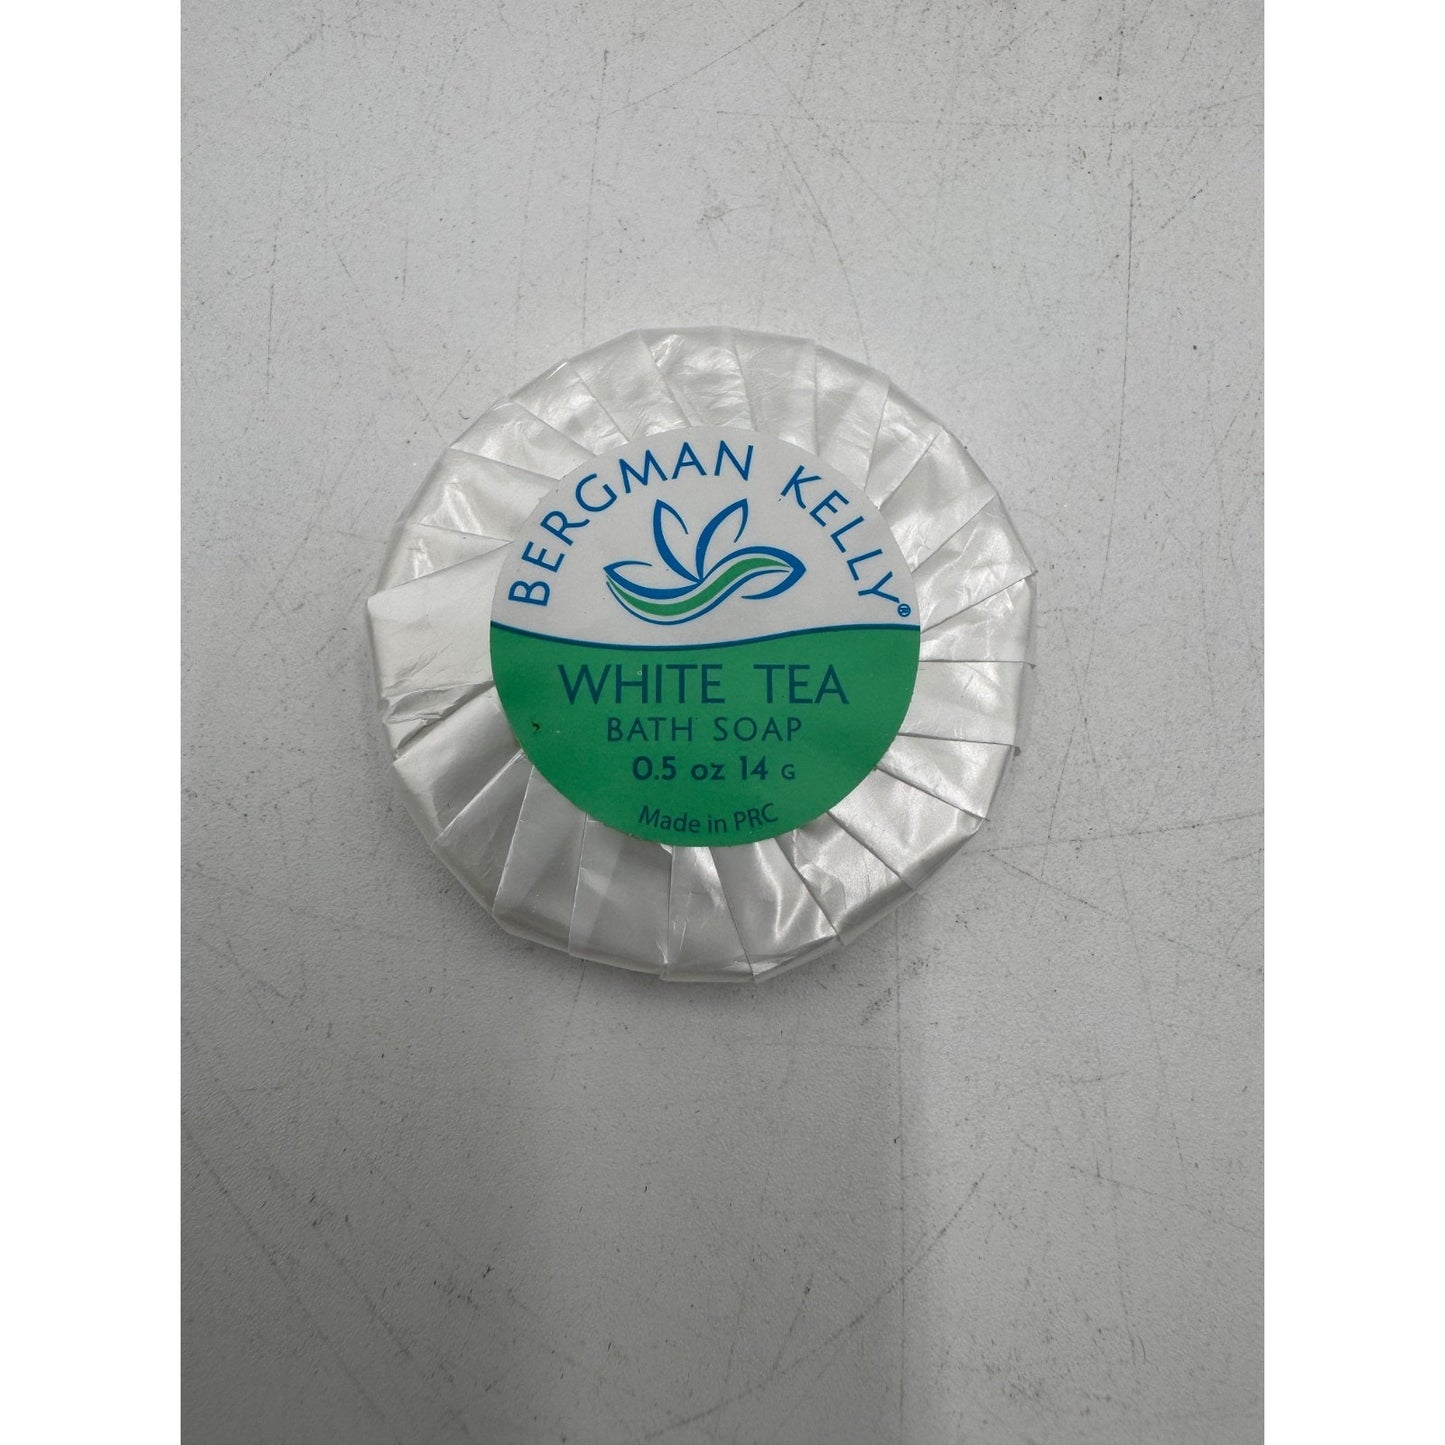 BERGMAN KELLY®
WHITE TEA
BATH SOAP
0.5 oz 14 G
Made in PRC